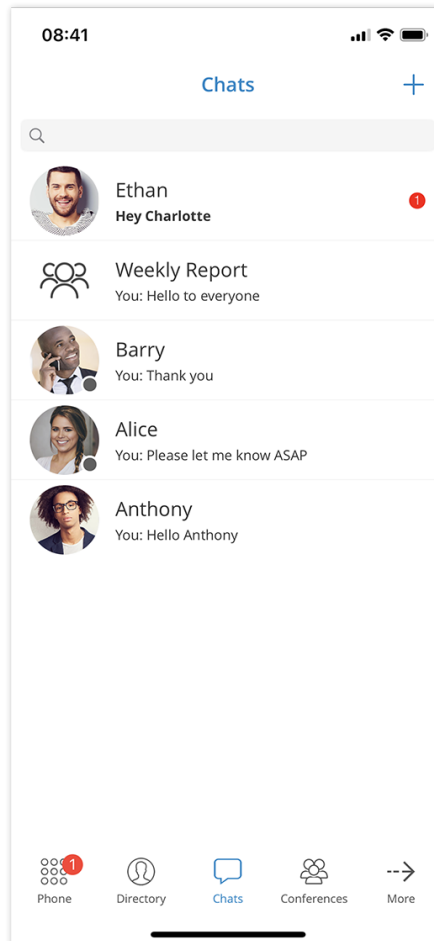 08:41
Chats
Ethan
1
Hey Charlotte
Weekly Report
You: Hello to everyone
Barry
You: Thank you
Alice
You: Please let me know ASAP
Anthony
You: Hello Anthony
1
Phone
Directory
Chats
Conferences
More